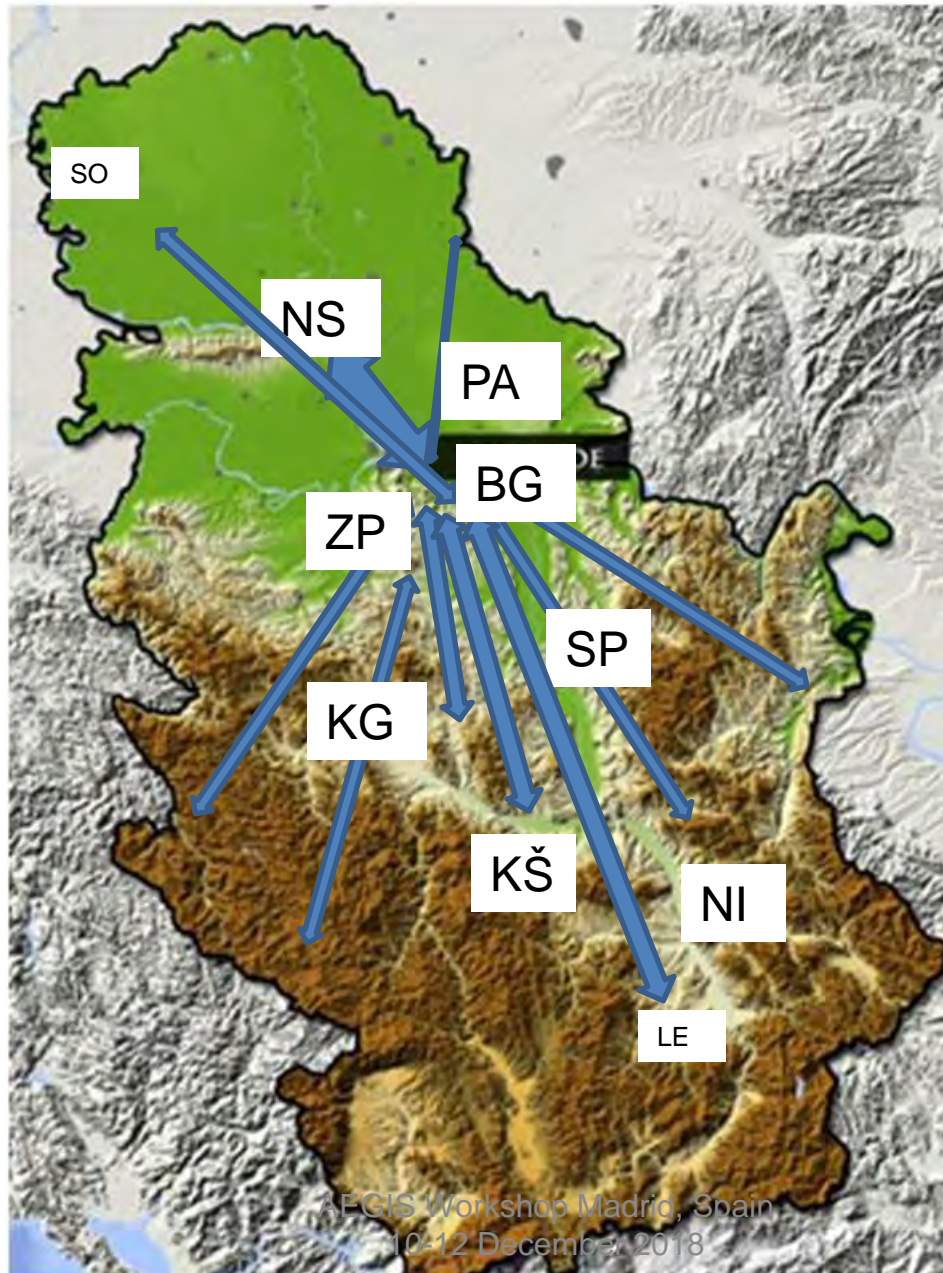 SO
NS
PA
BG
ZP
SP
KG
KŠ
NI
LE
AEGIS Workshop Madrid, Spain
10-12 December 2018